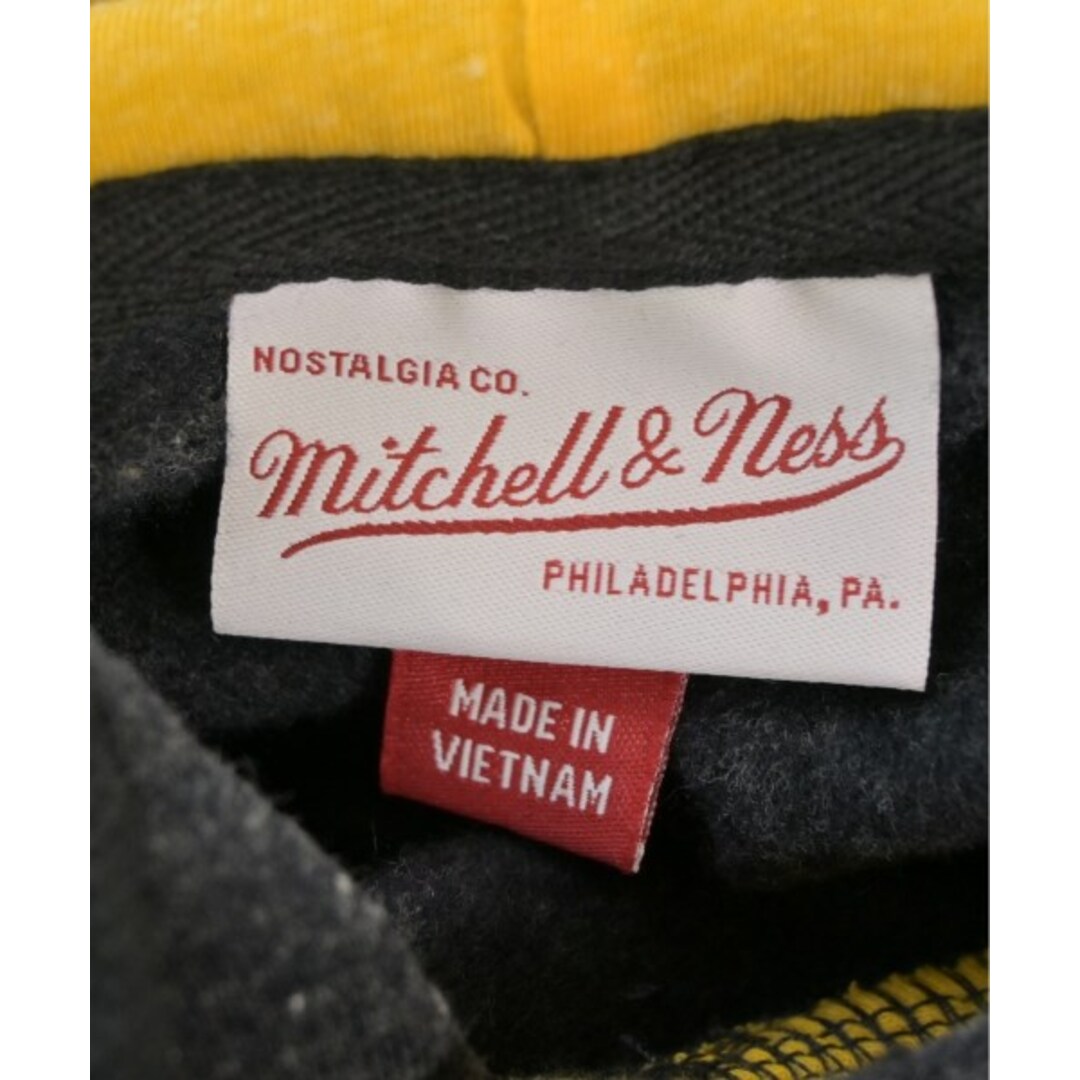 NOSTALGIA CO.
Mitchell & Ness
PHILADELPHIA, PA.
MADE IN
VIETNAM